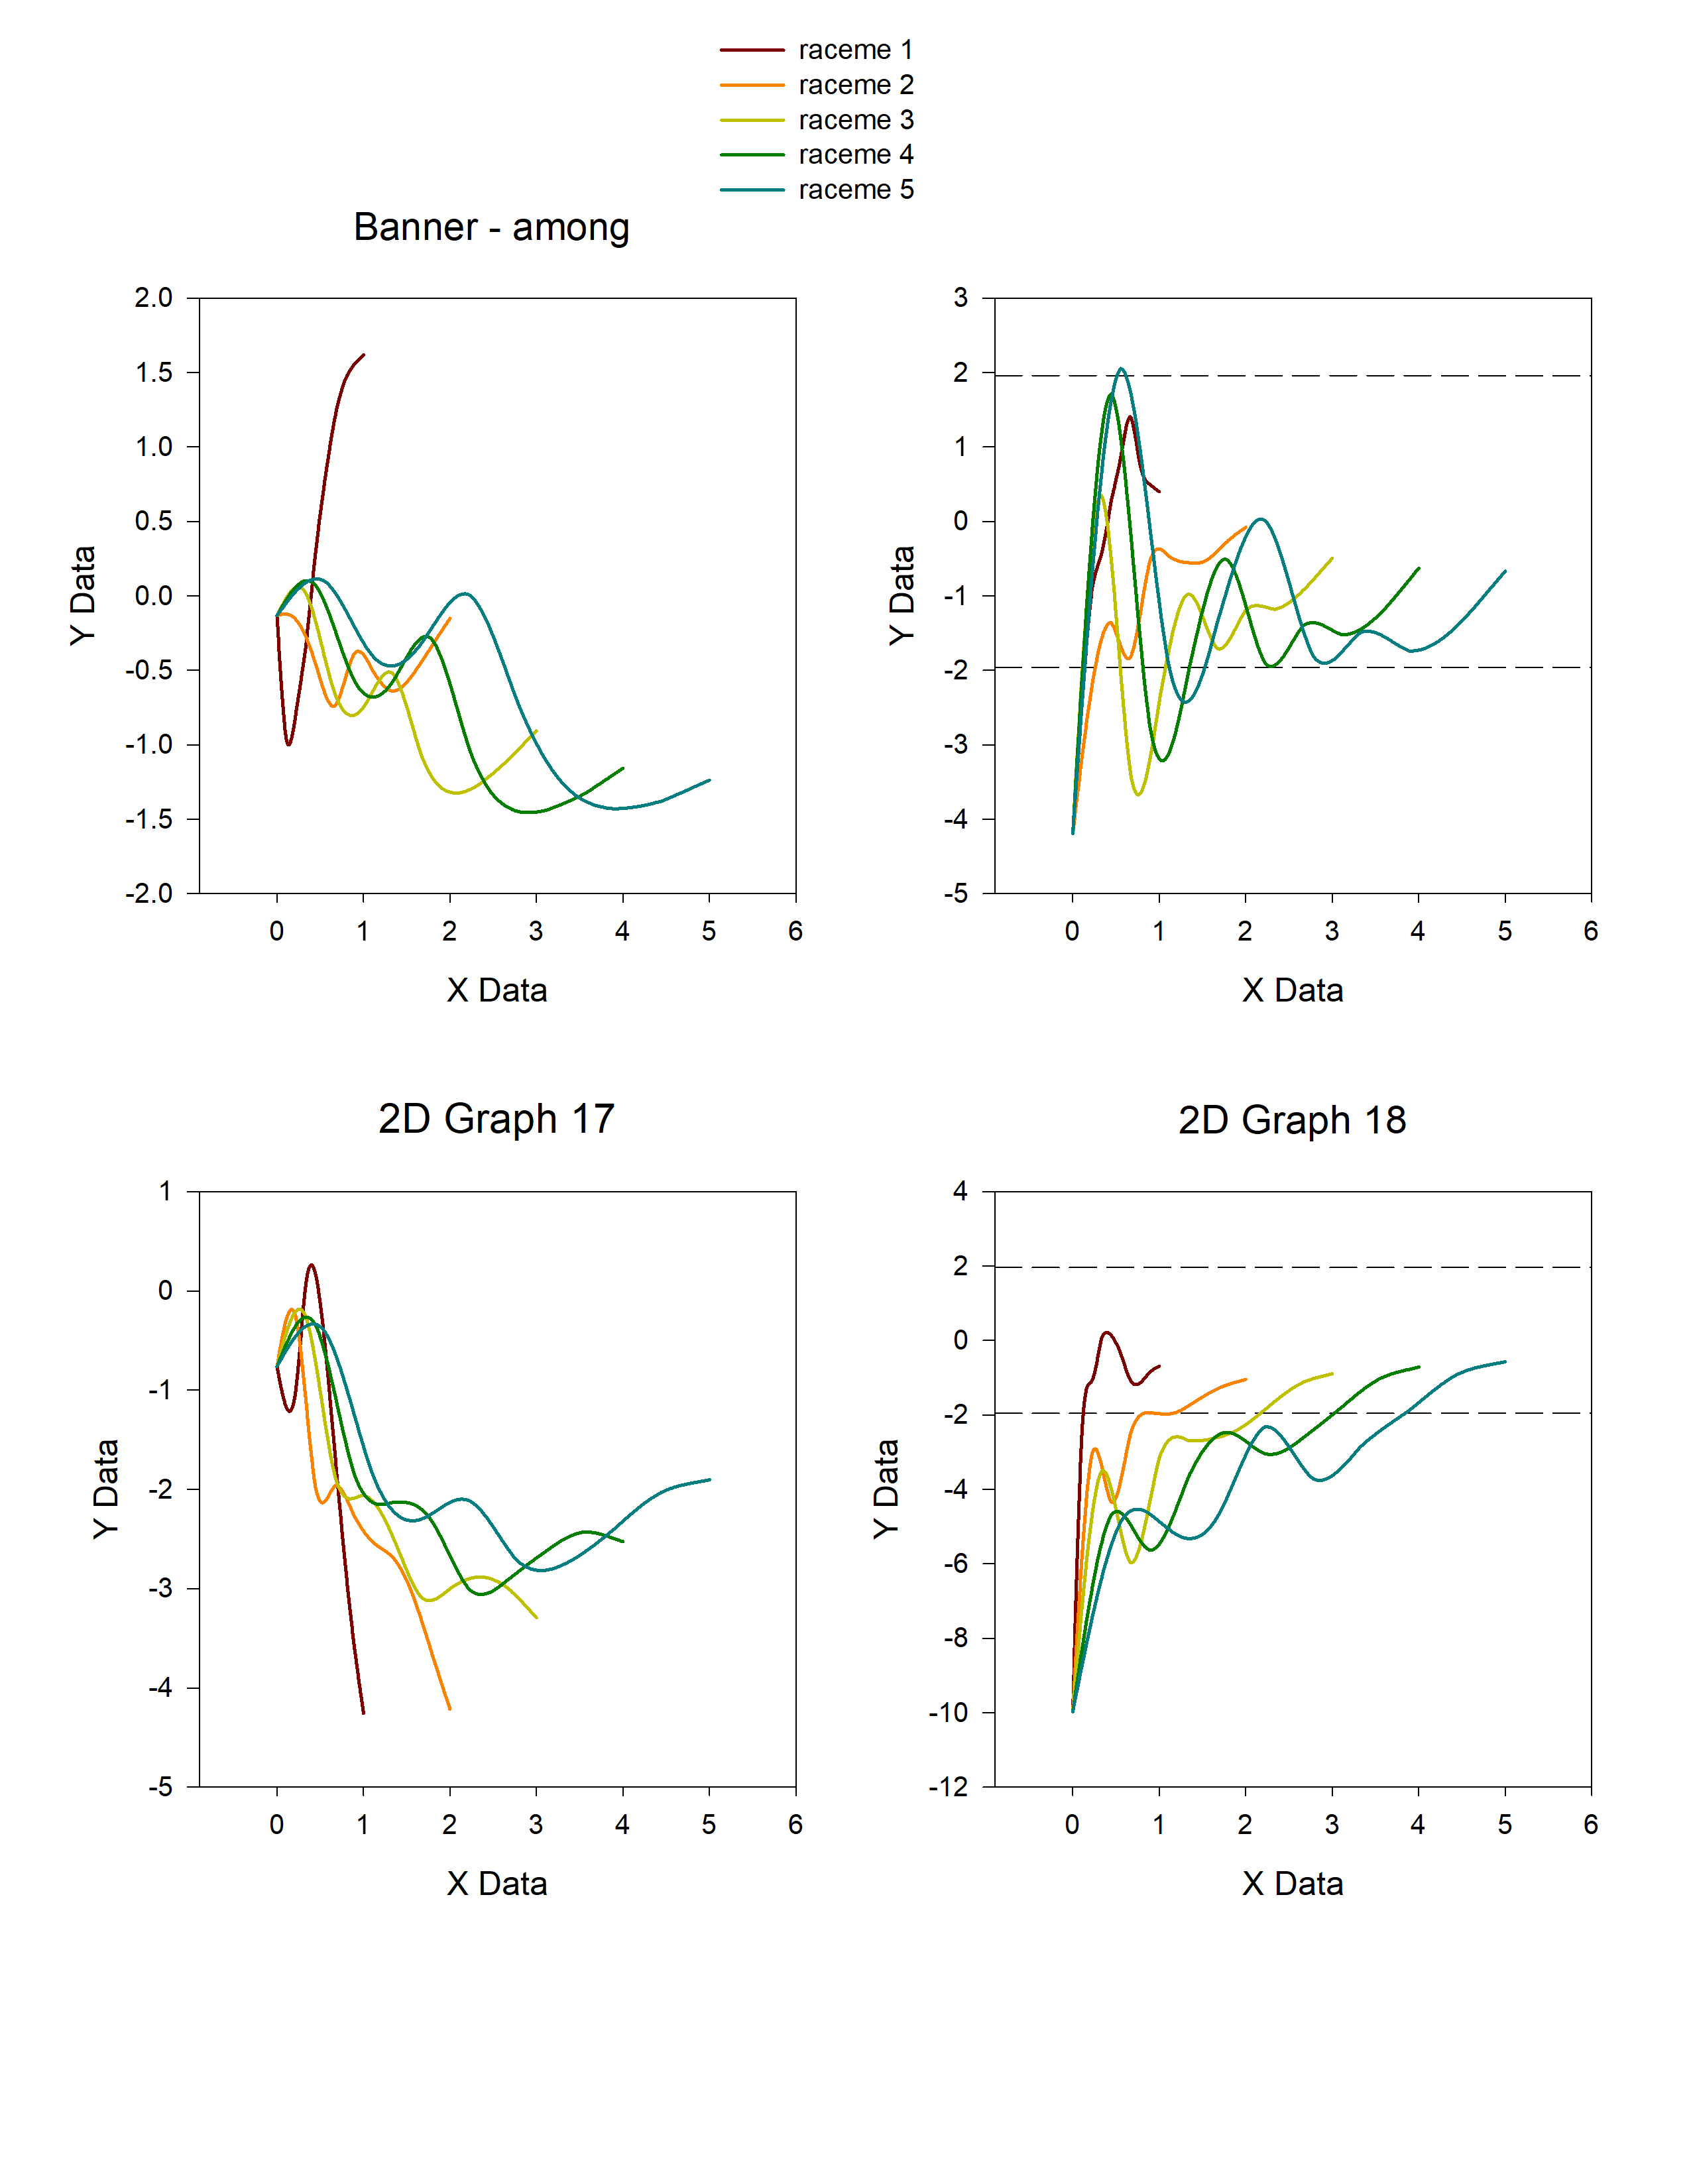 raceme 1
raceme 2
raceme 3
raceme 4
raceme 5
Banner - among
2.0
1.5
1.0
0.5
0.0
-0.5
-1.0
-1.5
-2.0
Y Data
0 1 2 3 4 5 6
X Data
3
2
1
0
-1
-2
-3
-4
-5
Y Data
0 1 2 3 4 5 6
X Data
2D Graph 17
1
0
-1
-2
-3
-4
-5
Y Data
0 1 2 3 4 5 6
X Data
2D Graph 18
4
2
0
-2
-4
-6
-8
-10
-12
Y Data
0 1 2 3 4 5 6
X Data